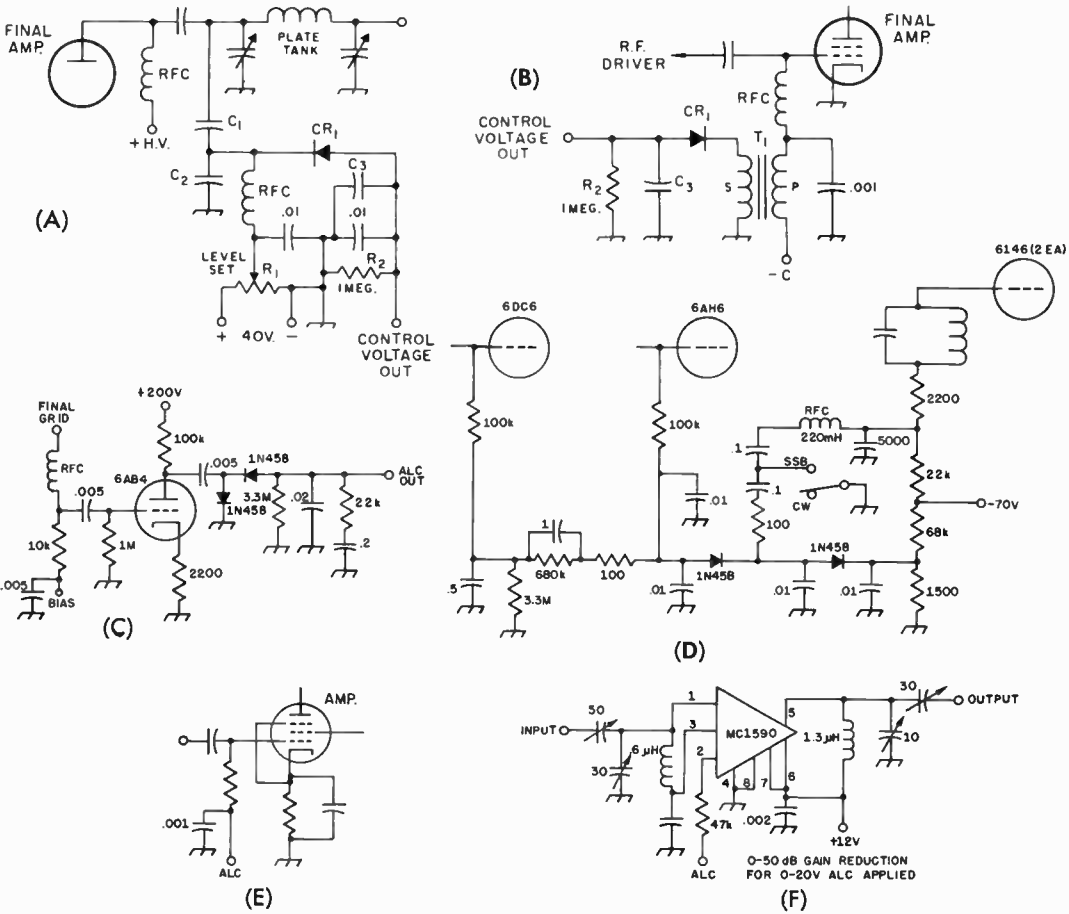 FINAL
AMP.
RFC
PLATE
TANK
+H.V.
C1
CR1
C2
RFC
C3
.01
.01
(A)
LEVEL
SET
R1
R2
1MEG.
+ 40V. -
CONTROL
VOLTAGE
OUT
FINAL
AMP.
R.F.
DRIVER
(B)
RFC
CONTROL
VOLTAGE
OUT
CR1
T1
R2
1MEG.
C3
S
P
.001
-C
+200V
FINAL
GRID
100k
RFC
6AB4
.005
.005
1N458
ALC
OUT
1N458
3.3M
.02
22k
10k
1M
.2
2200
.005
BIAS
(C)
6DC6
6AH6
6146(2EA)
100k
100k
2200
RFC
220mH
5000
.1
SSB
22k
.1
CW
-70V
.01
100
68k
1
1N458
1N458
680k
100
.5
3.3M
.01
.01
.01
1500
(D)
AMP.
.001
ALC
(E)
30
OUTPUT
50
1
5
INPUT
3
MC1590
1.3µH
10
6µH
2
30
4
8
7
6
47k
.002
+12V
ALC
0-50 dB GAIN REDUCTION
FOR 0-20V ALC APPLIED
(F)